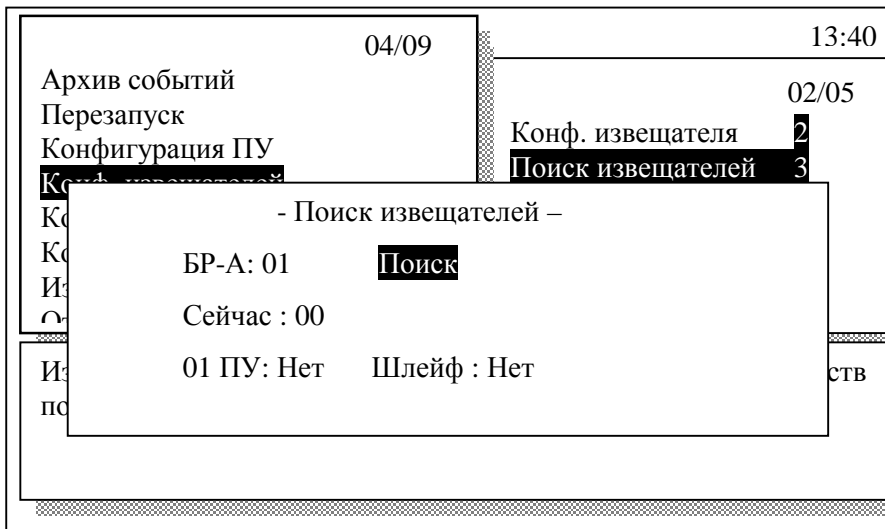 04/09
Архив событий
Перезапуск
Конфигурация ПУ
13:40
02/05
Конф. извещателя 2
Поиск извещателей 3
- Поиск извещателей –
БР-А: 01 Поиск
Сейчас : 00
01 ПУ: Нет Шлейф : Нет